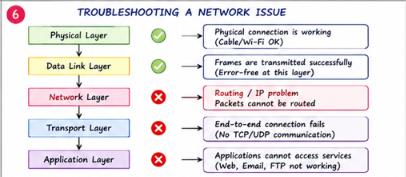 6
TROUBLESHOOTING A NETWORK ISSUE
Physical Layer
Physical connection is working
(Cable/Wi-Fi OK)
Data Link Layer
Frames are transmitted successfully
(Error-free at this layer)
Network Layer
Routing / IP problem
Packets cannot be routed
Transport Layer
End-to-end connection fails
(No TCP/UDP communication)
Application Layer
Applications cannot access services
(Web, Email, FTP not working)